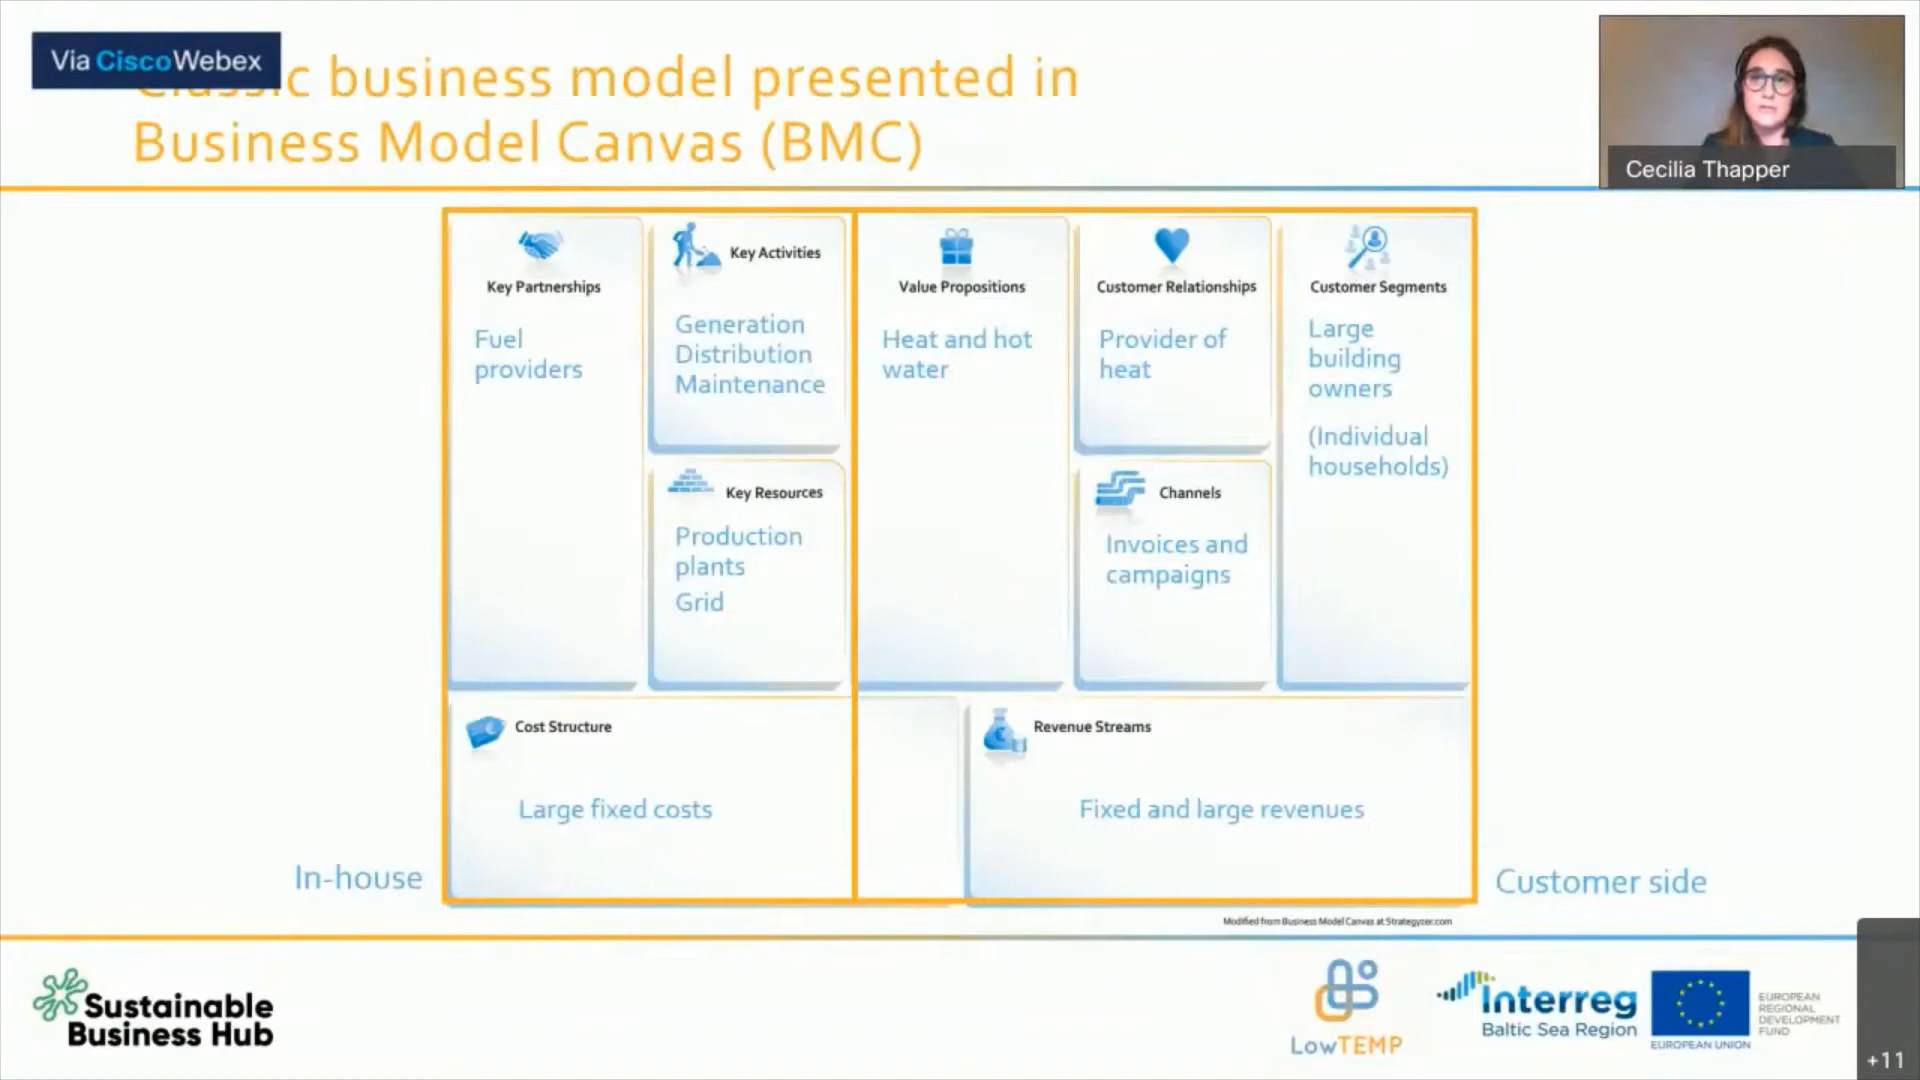 Via CiscoWebex
Classic business model presented in
Business Model Canvas (BMC)
Cecilia Thapper
Key Partnerships
Fuel
providers
Key Activities
Generation
Distribution
Maintenance
Key Resources
Production
plants
Grid
Value Propositions
Heat and hot
water
Customer Relationships
Provider of
heat
Channels
Invoices and
campaigns
Customer Segments
Large
building
owners
(Individual
households)
Cost Structure
Large fixed costs
Revenue Streams
Fixed and large revenues
In-house
Customer side
Modified from Business Model Canvas at Strategyzer.com
Sustainable
Business Hub
LowTEMP
Interreg
Baltic Sea Region
EUROPEAN UNION
EUROPEAN
REGIONAL
DEVELOPMENT
FUND
+11